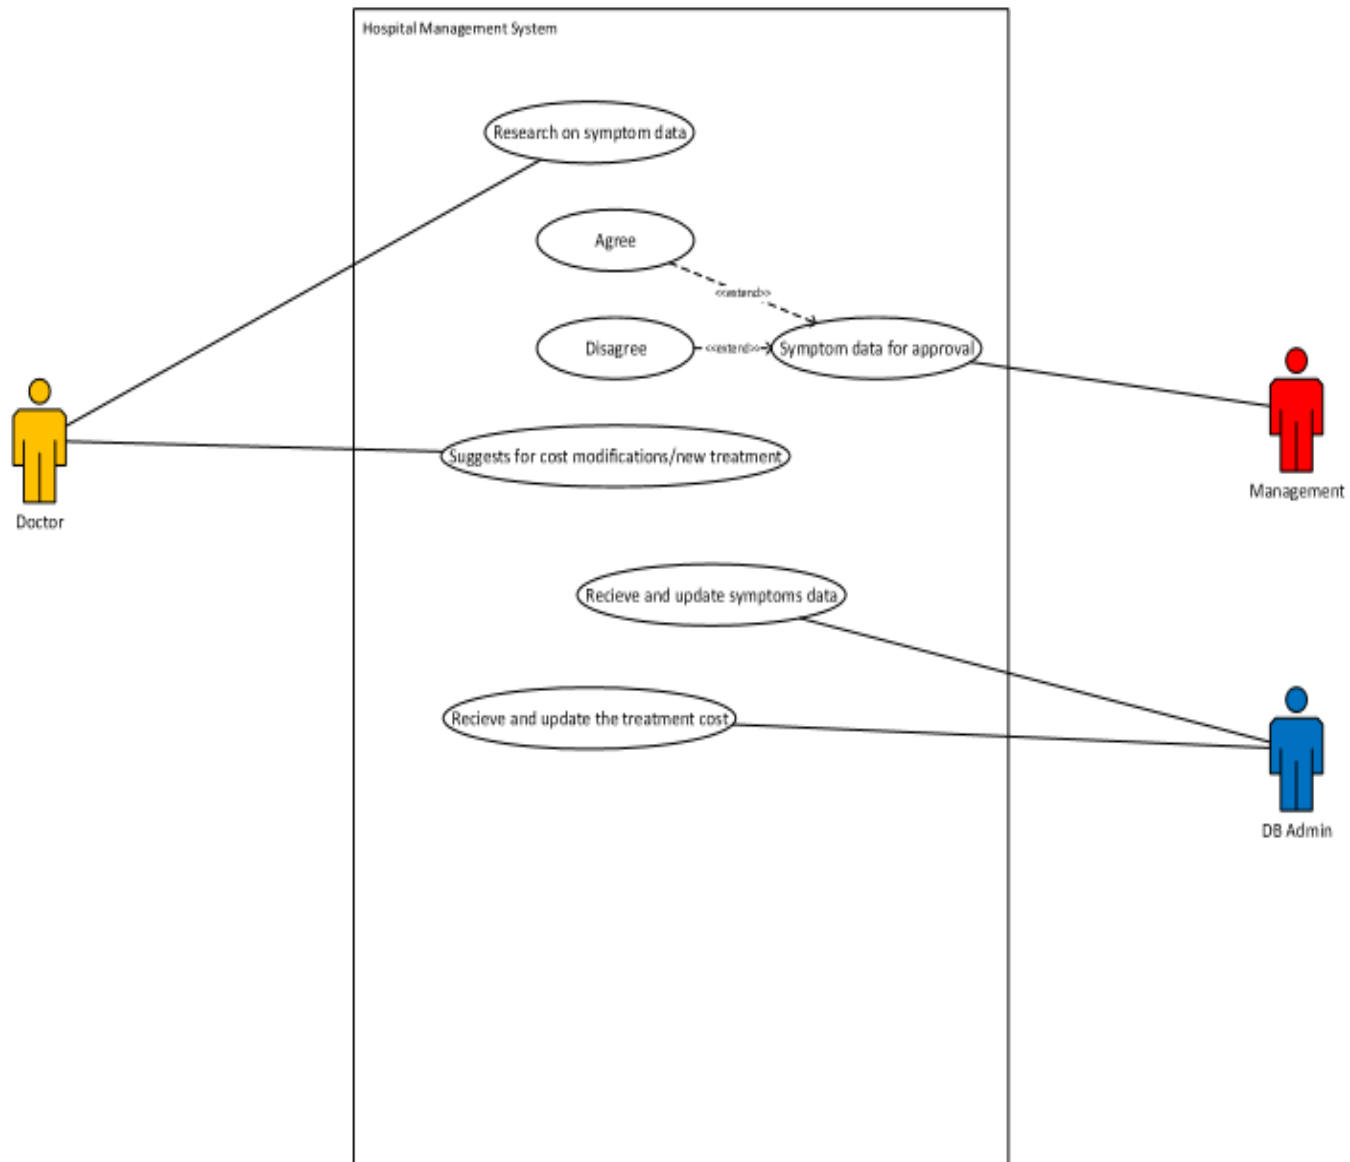 Hospital Management System
Research on symptom data
Agree
<<extend>>
Disagree
<<extend>>
Symptom data for approval
Suggests for cost modifications/new treatment
Management
Doctor
Recieve and update symptoms data
Recieve and update the treatment cost
DB Admin